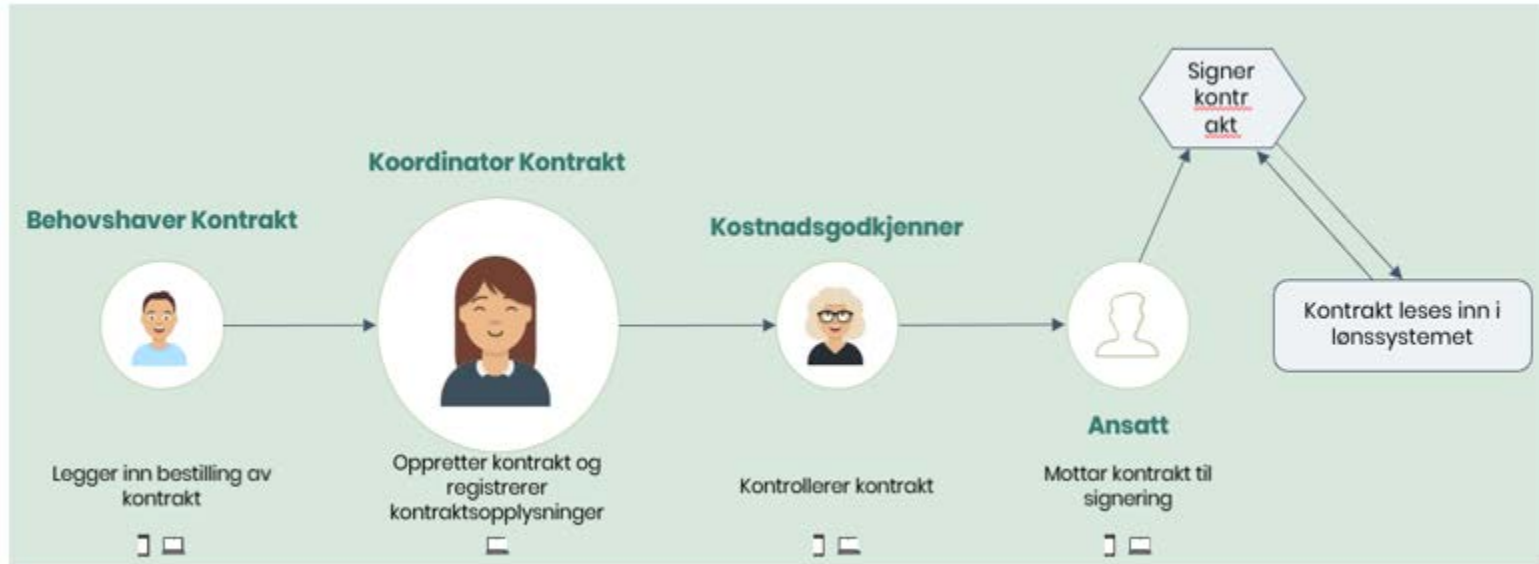 Signer
kontr
akt
Koordinator Kontrakt
Behovshaver Kontrakt
Kostnadsgodkjenner
Kontrakt leses inn i
lønssystemet
Ansatt
Legger inn bestilling av
kontrakt
Oppretter kontrakt og
registrerer
kontraktsopplysninger
Kontrollerer kontrakt
Mottar kontrakt til
signering